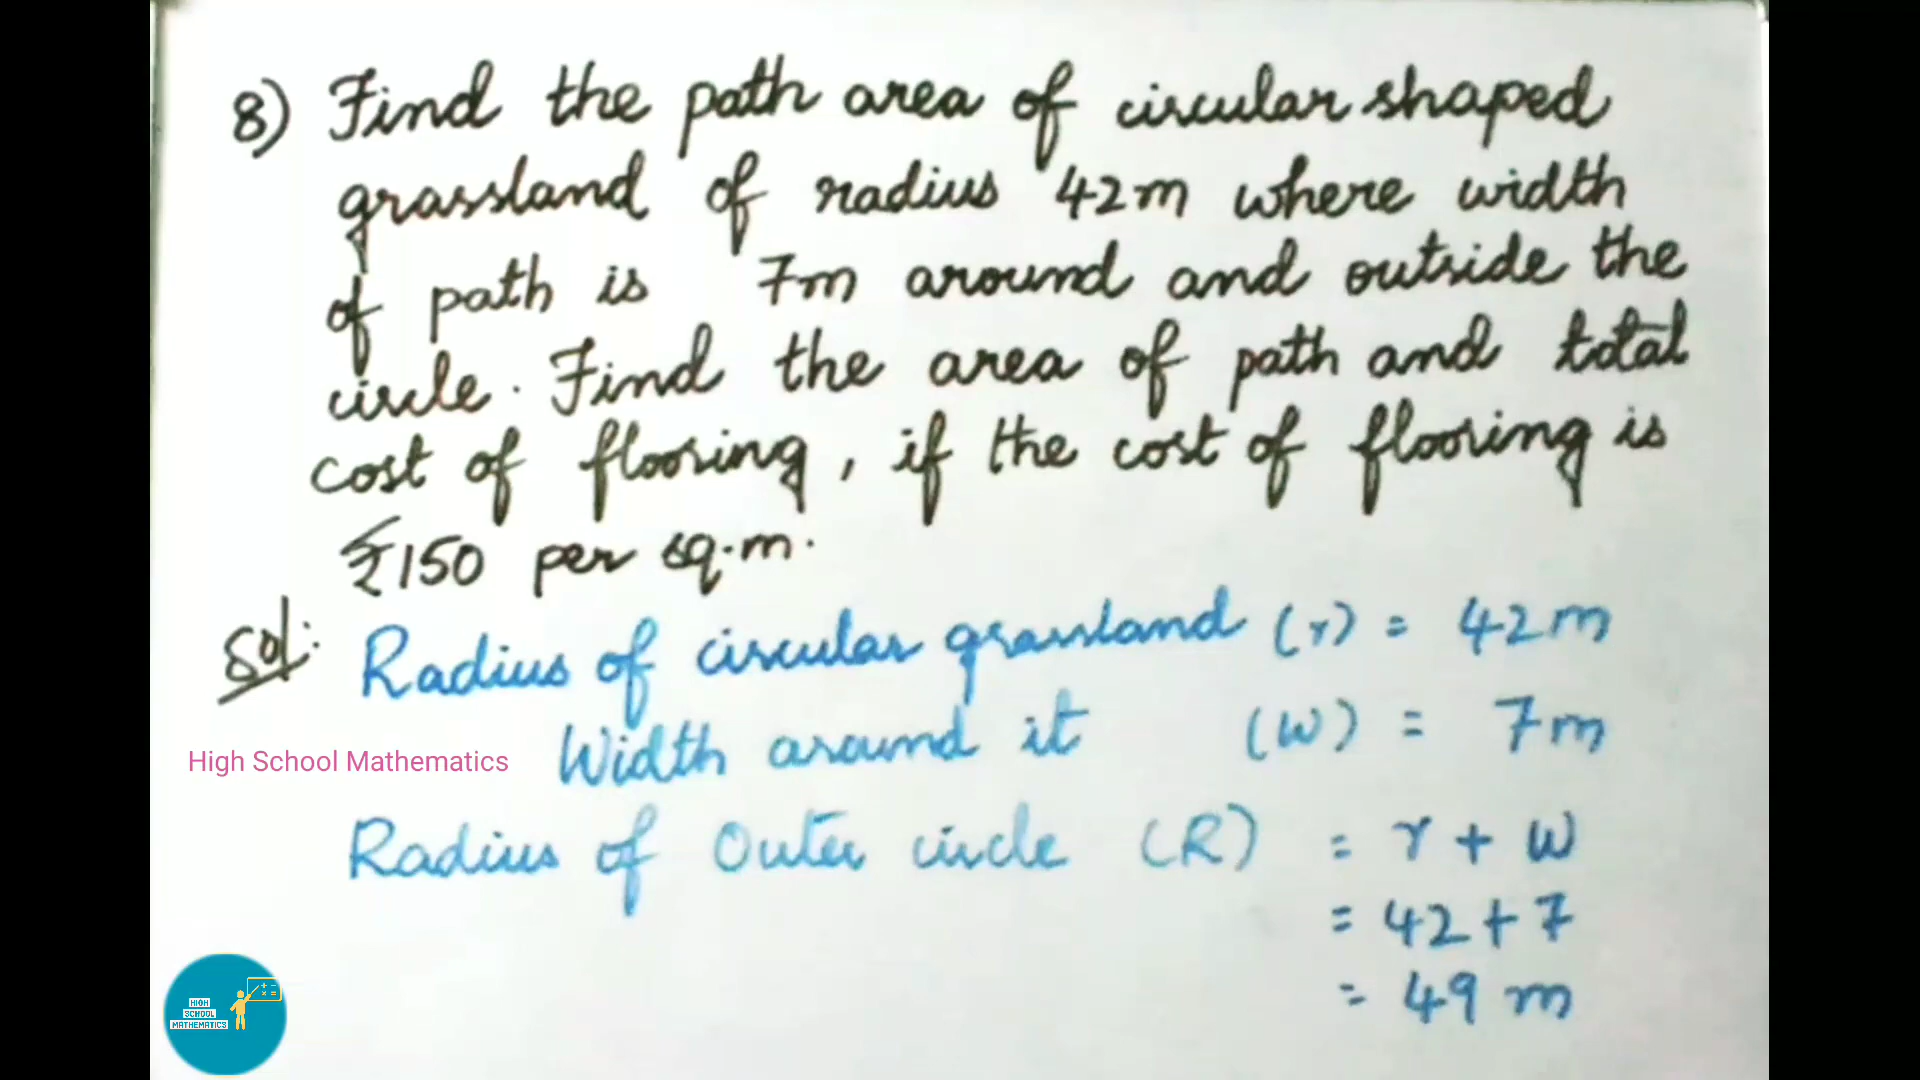 8) Find the path area of circular shaped
grassland of radius 42m where width
of path is 7m around and outside the
circle. Find the area of path and total
cost of flooring, if the cost of flooring is
₹150 per sq.m.
Sol: Radius of circular grassland (r) = 42m
Width around it (W) = 7m
High School Mathematics
Radius of Outer circle (R) = r + W
= 42 + 7
= 49 m
HIGH
SCHOOL
MATHEMATICS